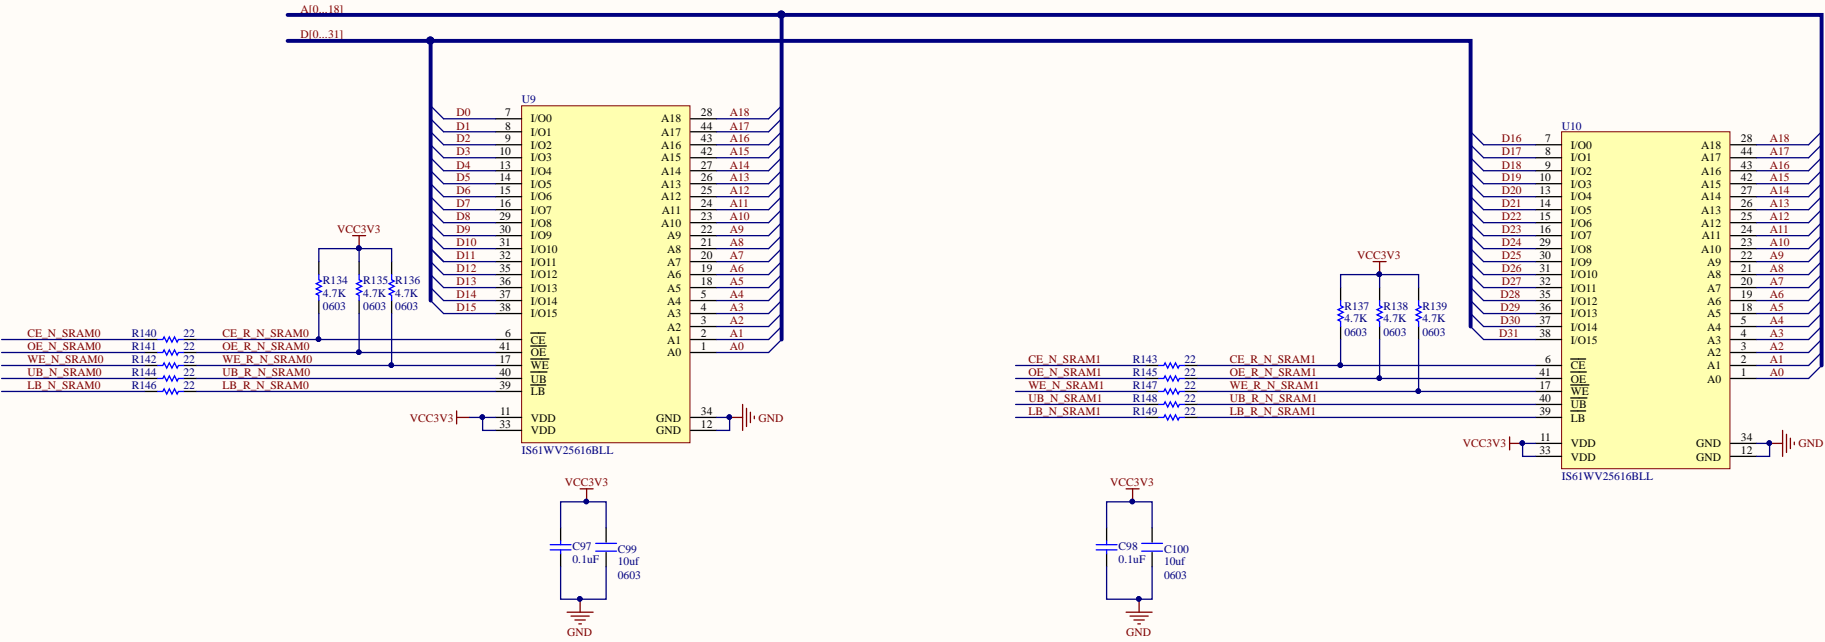 A[0...18]
D[0...31]
U9
D0 7 I/O0 A18 28 A18
D1 8 I/O1 A17 44 A17
D2 9 I/O2 A16 43 A16
D3 10 I/O3 A15 42 A15
D4 13 I/O4 A14 27 A14
D5 14 I/O5 A13 26 A13
D6 15 I/O6 A12 25 A12
D7 16 I/O7 A11 24 A11
D8 29 I/O8 A10 23 A10
D9 30 I/O9 A9 22 A9
D10 31 I/O10 A8 21 A8
D11 32 I/O11 A7 20 A7
D12 35 I/O12 A6 19 A6
D13 36 I/O13 A5 18 A5
D14 37 I/O14 A4 5 A4
D15 38 I/O15 A3 4 A3
A2 3 A2
A1 2 A1
A0 1 A0
VCC3V3
R134 R135 R136
4.7K 4.7K 4.7K
0603 0603 0603
CE_N_SRAM0 R140 22 CE_R_N_SRAM0 6 CE
OE_N_SRAM0 R141 22 OE_R_N_SRAM0 41 OE
WE_N_SRAM0 R142 22 WE_R_N_SRAM0 17 WE
UB_N_SRAM0 R144 22 UB_R_N_SRAM0 40 UB
LB_N_SRAM0 R146 22 LB_R_N_SRAM0 39 LB
VCC3V3 11 VDD GND 34 GND
33 VDD GND 12
IS61WV25616BLL
U10
D16 7 I/O0 A18 28 A18
D17 8 I/O1 A17 44 A17
D18 9 I/O2 A16 43 A16
D19 10 I/O3 A15 42 A15
D20 13 I/O4 A14 27 A14
D21 14 I/O5 A13 26 A13
D22 15 I/O6 A12 25 A12
D23 16 I/O7 A11 24 A11
D24 29 I/O8 A10 23 A10
D25 30 I/O9 A9 22 A9
D26 31 I/O10 A8 21 A8
D27 32 I/O11 A7 20 A7
D28 35 I/O12 A6 19 A6
D29 36 I/O13 A5 18 A5
D30 37 I/O14 A4 5 A4
D31 38 I/O15 A3 4 A3
A2 3 A2
A1 2 A1
A0 1 A0
VCC3V3
R137 R138 R139
4.7K 4.7K 4.7K
0603 0603 0603
CE_N_SRAM1 R143 22 CE_R_N_SRAM1 6 CE
OE_N_SRAM1 R145 22 OE_R_N_SRAM1 41 OE
WE_N_SRAM1 R147 22 WE_R_N_SRAM1 17 WE
UB_N_SRAM1 R148 22 UB_R_N_SRAM1 40 UB
LB_N_SRAM1 R149 22 LB_R_N_SRAM1 39 LB
VCC3V3 11 VDD GND 34 GND
33 VDD GND 12
IS61WV25616BLL
VCC3V3
C97 C99
0.1uF 10uf
0603
GND
VCC3V3
C98 C100
0.1uF 10uf
0603
GND